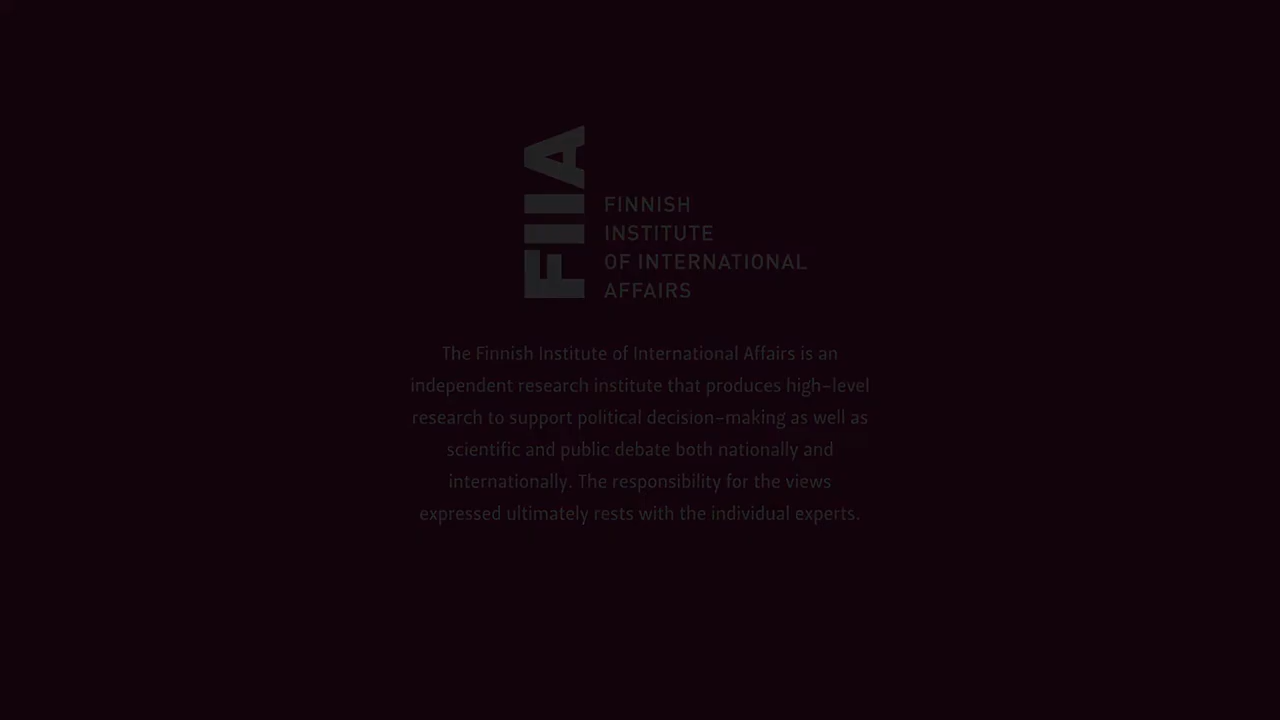 FIIA
FINNISH
INSTITUTE
OF INTERNATIONAL
AFFAIRS
The Finnish Institute of International Affairs is an
independent research institute that produces high-level
research to support political decision-making as well as
scientific and public debate both nationally and
internationally. The responsibility for the views
expressed ultimately rests with the individual experts.